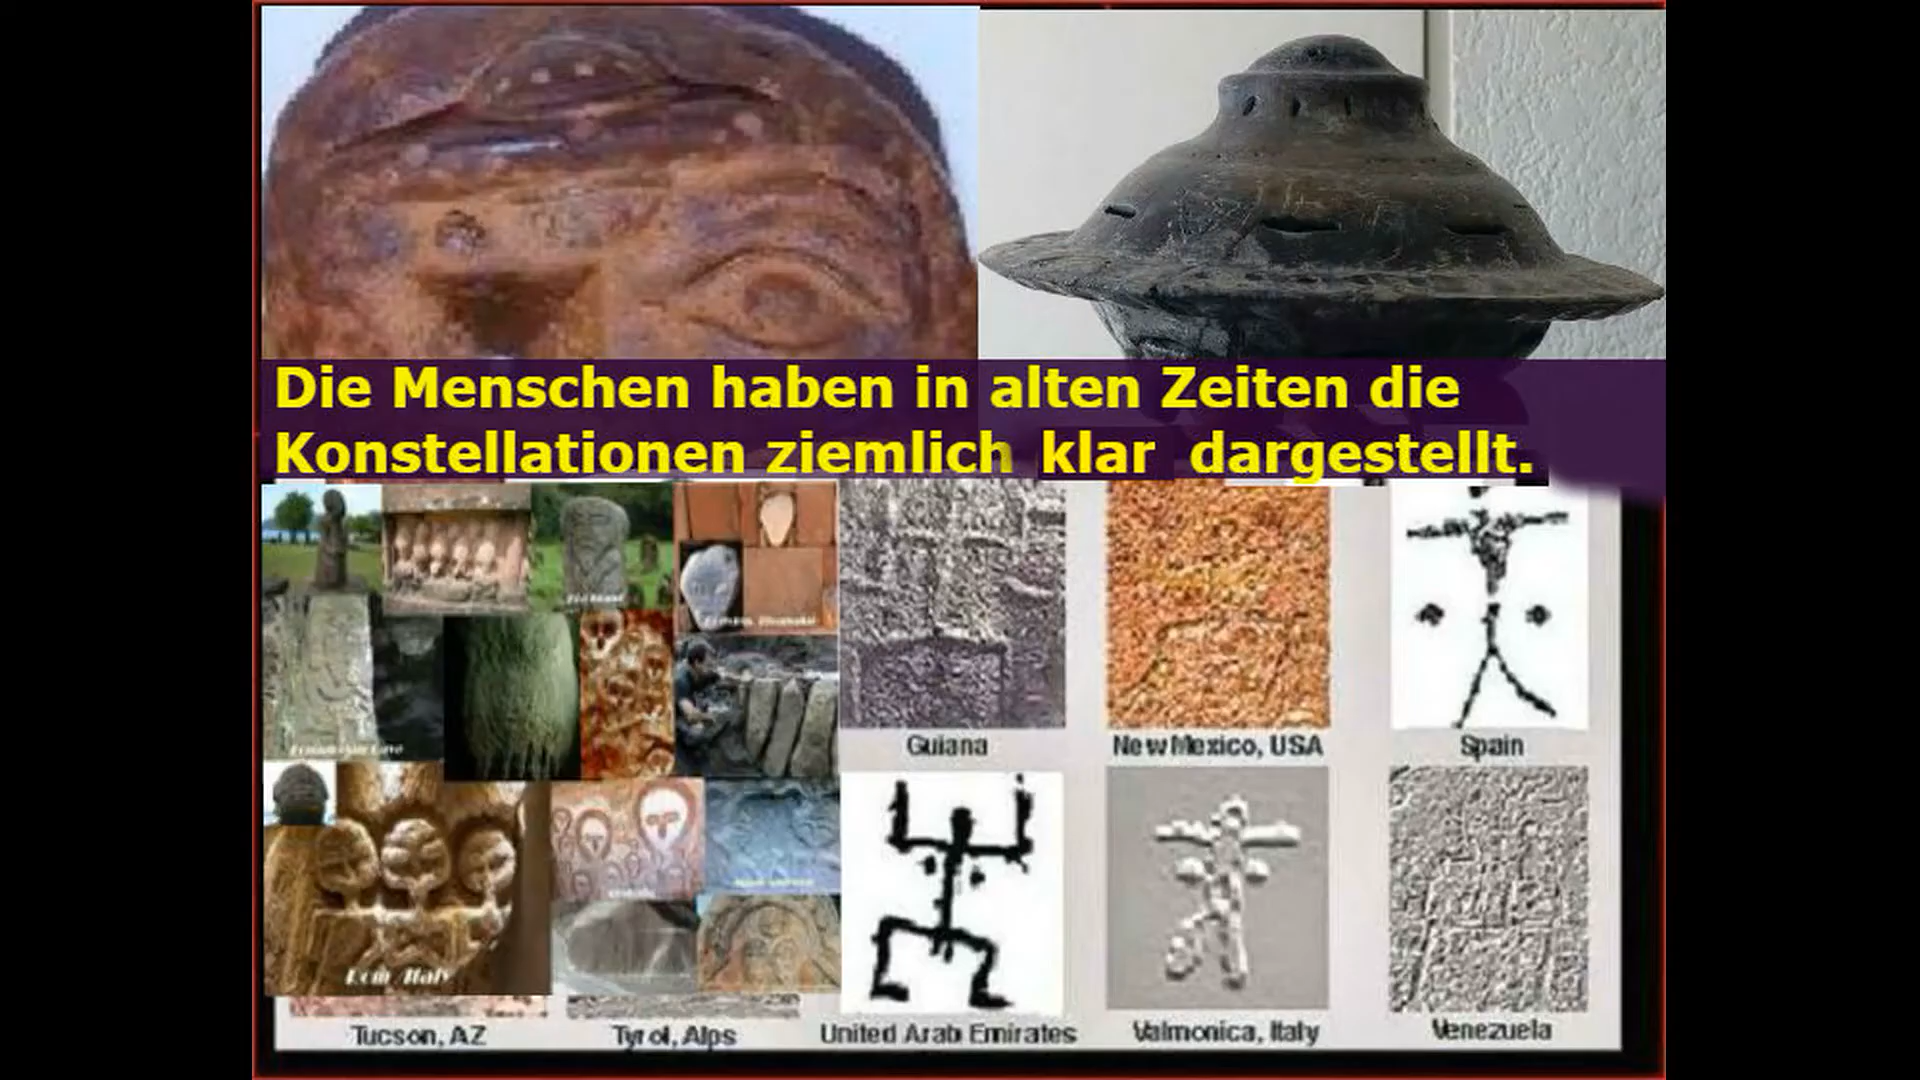 Die Menschen haben in alten Zeiten die
Konstellationen ziemlich klar dargestellt.
Guiana
New Mexico, USA
Spain
Tucson, AZ
Tyrol, Alps
United Arab Emirates
Valmonica, Italy
Venezuela